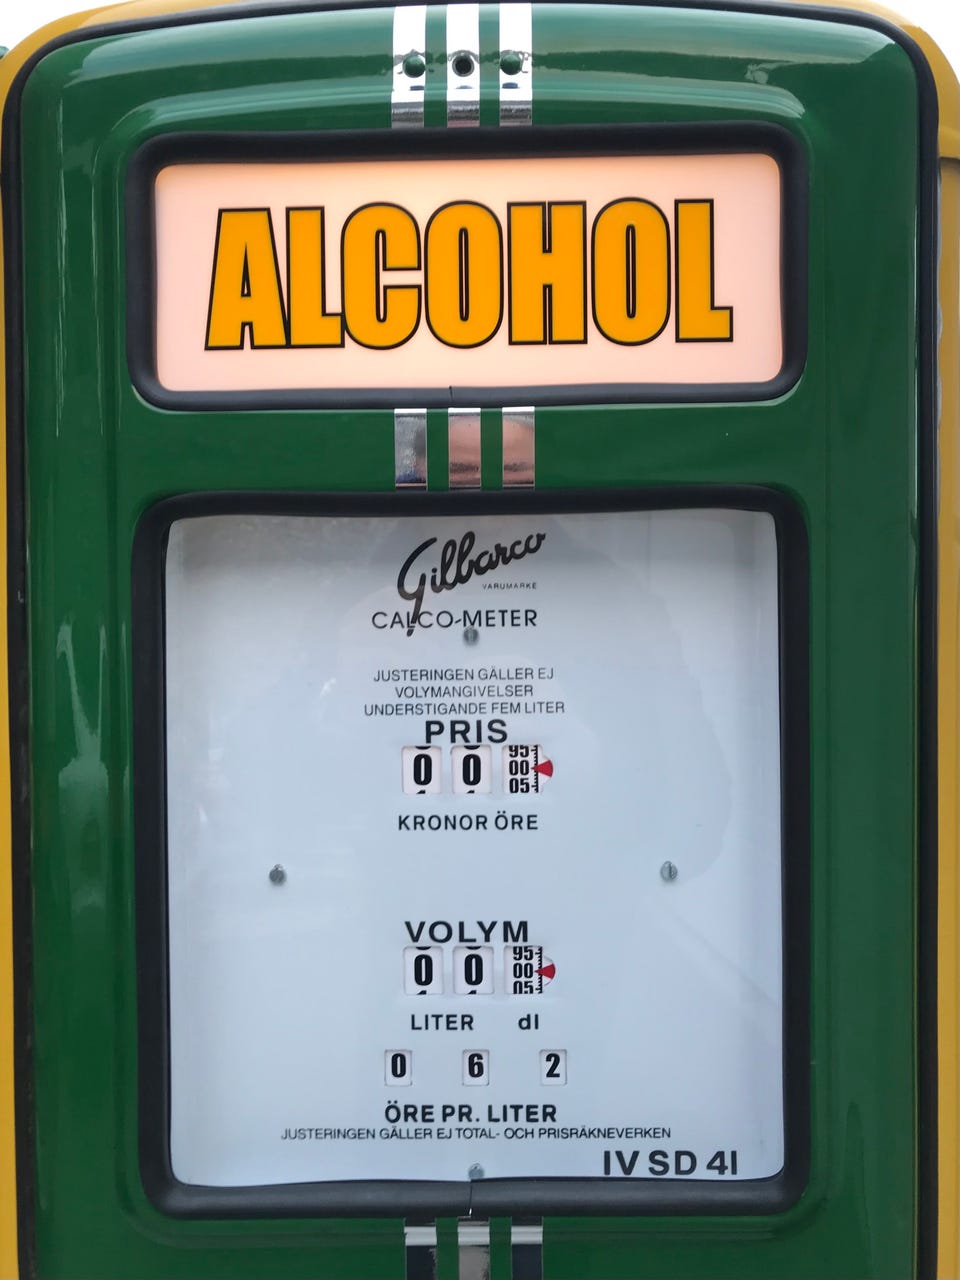 ALCOHOL
Gilbarco
VARUMARKE
CALCO-METER
JUSTERINGEN GÄLLER EJ
VOLYMANGIVELSER
UNDERSTIGANDE FEM LITER
PRIS
95
0 0 00
05
KRONOR ÖRE
VOLYM
95
0 0 00
05
LITER dl
0 6 2
ÖRE PR. LITER
JUSTERINGEN GÄLLER EJ TOTAL- OCH PRISRÄKNEVERKEN
IV SD 41